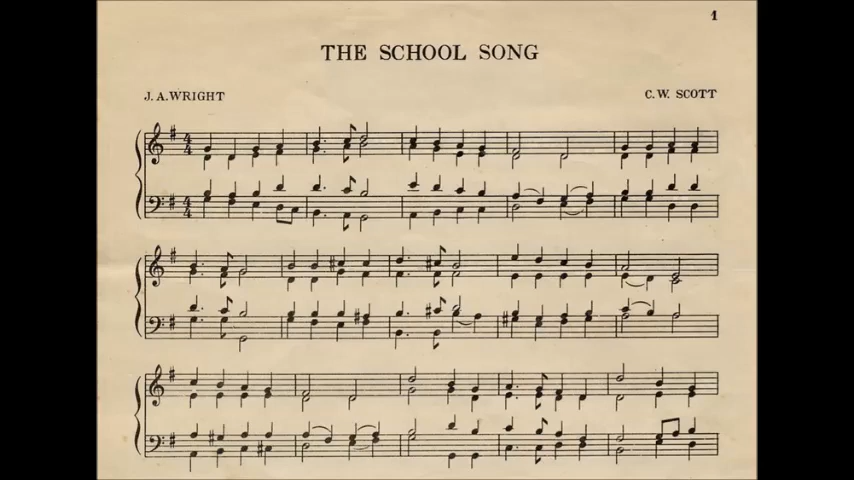 1
THE SCHOOL SONG
J. A. WRIGHT
C. W. SCOTT